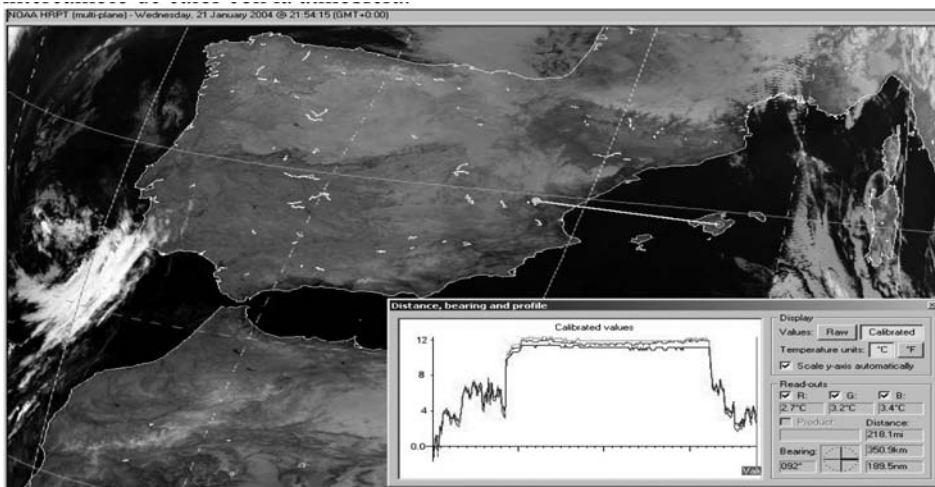 NOAA HRPT (multi-plane) - Wednesday, 21 January 2004 @ 21:54:15 (GMT+0.00)
Distance, bearing and profile
Calibrated values
12
8
4
0.0
Display
Values: Raw Calibrated
Temperature units: °C °F
Scale y-axis automatically
Read-outs
R: G: B:
2.7°C 3.2°C 3.4°C
Product: Distance:
218.1mi
Bearing: 350.9km
092° 189.5nm